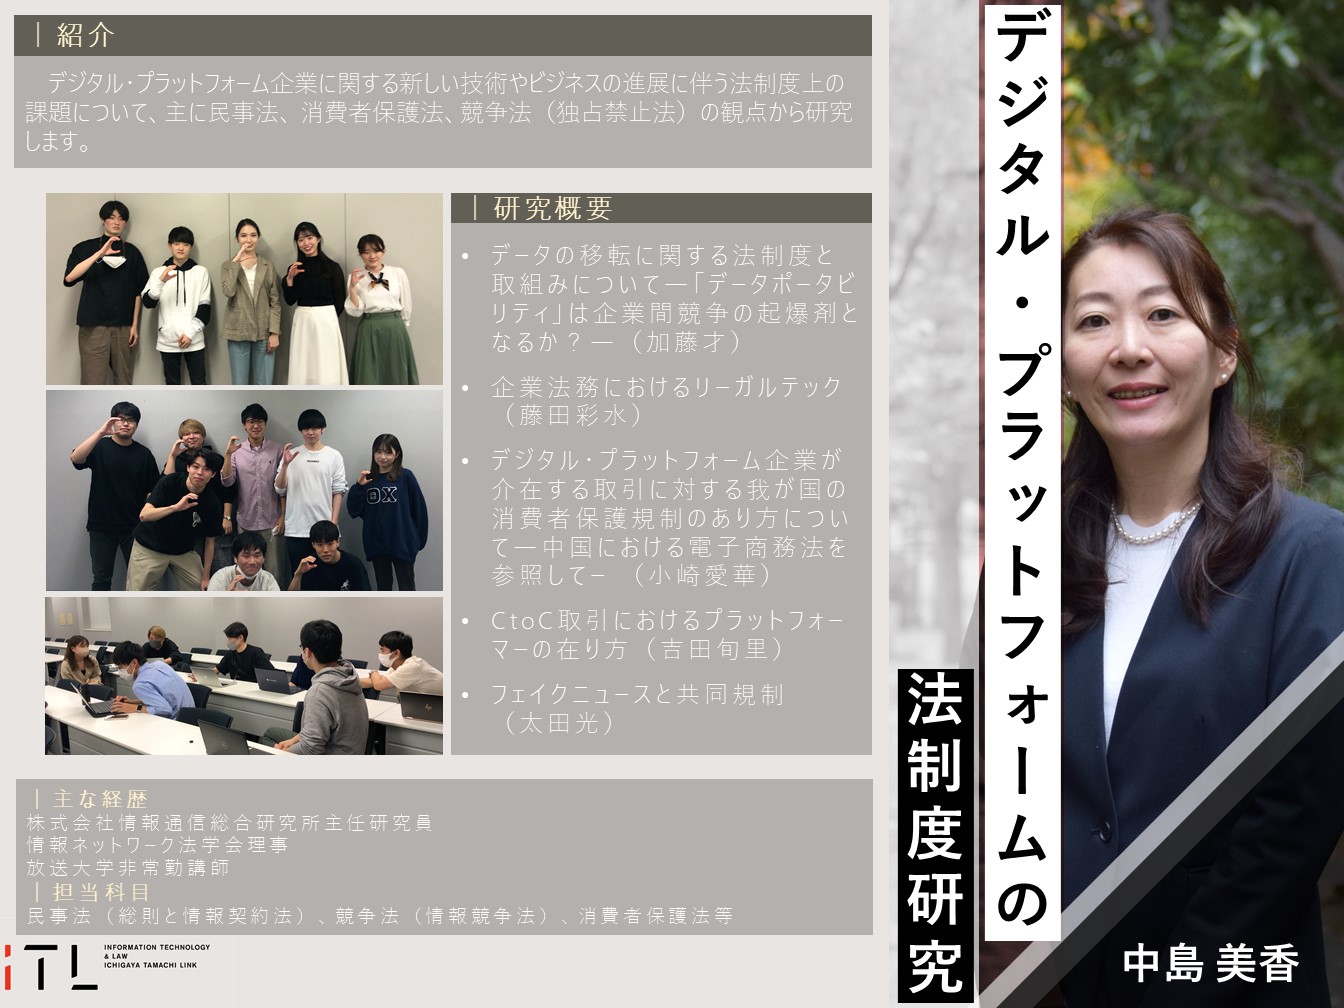 ｜紹介
デジタル・プラットフォーム企業に関する新しい技術やビジネスの進展に伴う法制度上の
課題について、主に民事法、消費者保護法、競争法（独占禁止法）の観点から研究
します。
｜研究概要
• データの移転に関する法制度と
取組みについて―「データポータビ
リティ」は企業間競争の起爆剤と
なるか？―（加藤才）
• 企業法務におけるリーガルテック
（藤田彩水）
• デジタル・プラットフォーム企業が
介在する取引に対する我が国の
消費者保護規制のあり方につい
て―中国における電子商務法を
参照して－ （小崎愛華）
• CtoC取引におけるプラットフォー
マーの在り方（吉田旬里）
• フェイクニュースと共同規制
（太田光）
｜主な経歴
株式会社情報通信総合研究所主任研究員
情報ネットワーク法学会理事
放送大学非常勤講師
｜担当科目
民事法（総則と情報契約法）、競争法（情報競争法）、消費者保護法等
iTL
INFORMATION TECHNOLOGY
& LAW
ICHIGAYA TAMACHI LINK
デジタル・プラットフォームの
法制度研究
中島 美香
OX
hp